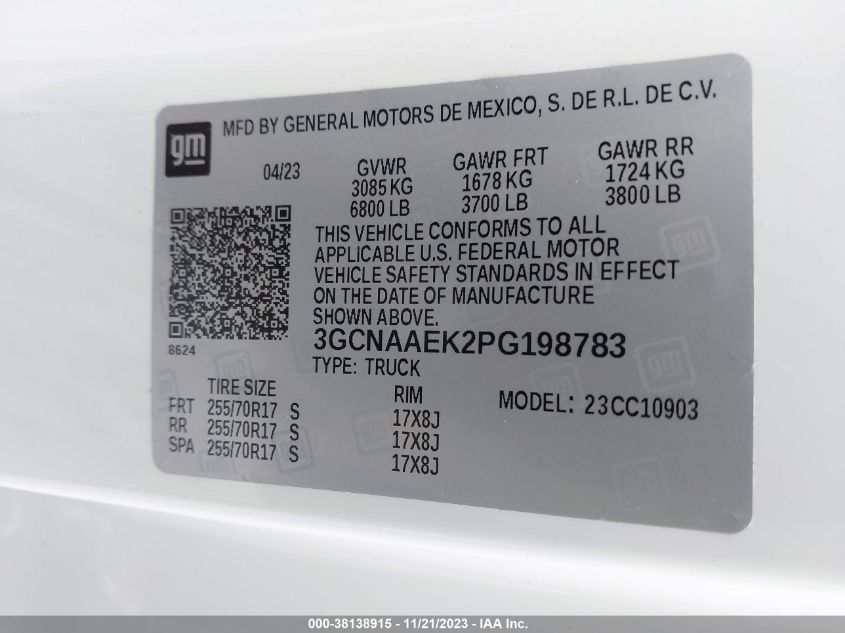 gm
MFD BY GENERAL MOTORS DE MEXICO, S. DE R.L. DE C.V.
04/23
GVWR
3085 KG
6800 LB
GAWR FRT
1678 KG
3700 LB
GAWR RR
1724 KG
3800 LB
THIS VEHICLE CONFORMS TO ALL
APPLICABLE U.S. FEDERAL MOTOR
VEHICLE SAFETY STANDARDS IN EFFECT
ON THE DATE OF MANUFACTURE
SHOWN ABOVE.
8624
3GCNAAEK2PG198783
TYPE: TRUCK
TIRE SIZE
RIM
MODEL: 23CC10903
FRT 255/70R17 S 17X8J
RR 255/70R17 S 17X8J
SPA 255/70R17 S 17X8J
000-38138915 - 11/21/2023 - IAA Inc.